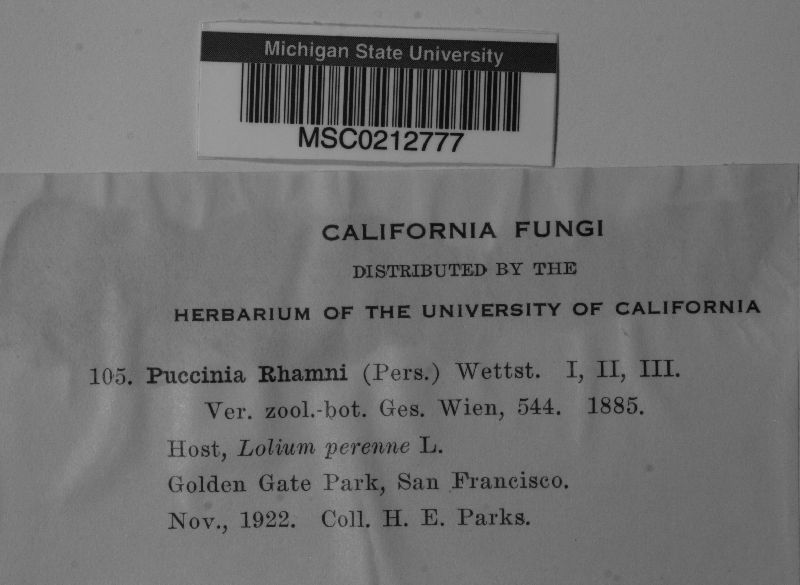 Michigan State University
MSC0212777
CALIFORNIA FUNGI
DISTRIBUTED BY THE
HERBARIUM OF THE UNIVERSITY OF CALIFORNIA
105. Puccinia Rhamni (Pers.) Wettst. I, II, III.
Ver. zool.-bot. Ges. Wien, 544. 1885.
Host, Lolium perenne L.
Golden Gate Park, San Francisco.
Nov., 1922. Coll. H. E. Parks.